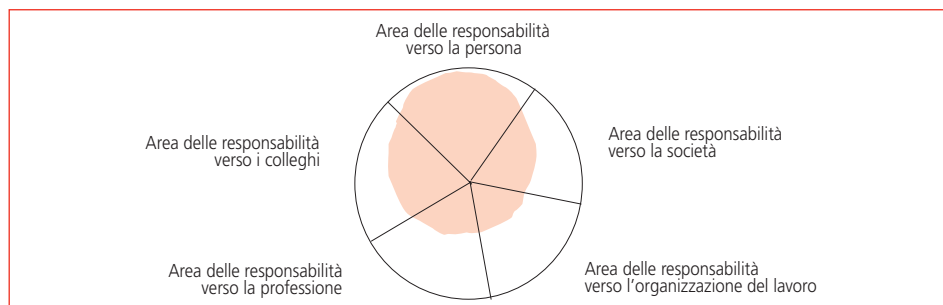 Area delle responsabilità
verso la persona
Area delle responsabilità
verso i colleghi
Area delle responsabilità
verso la società
Area delle responsabilità
verso la professione
Area delle responsabilità
verso l'organizzazione del lavoro